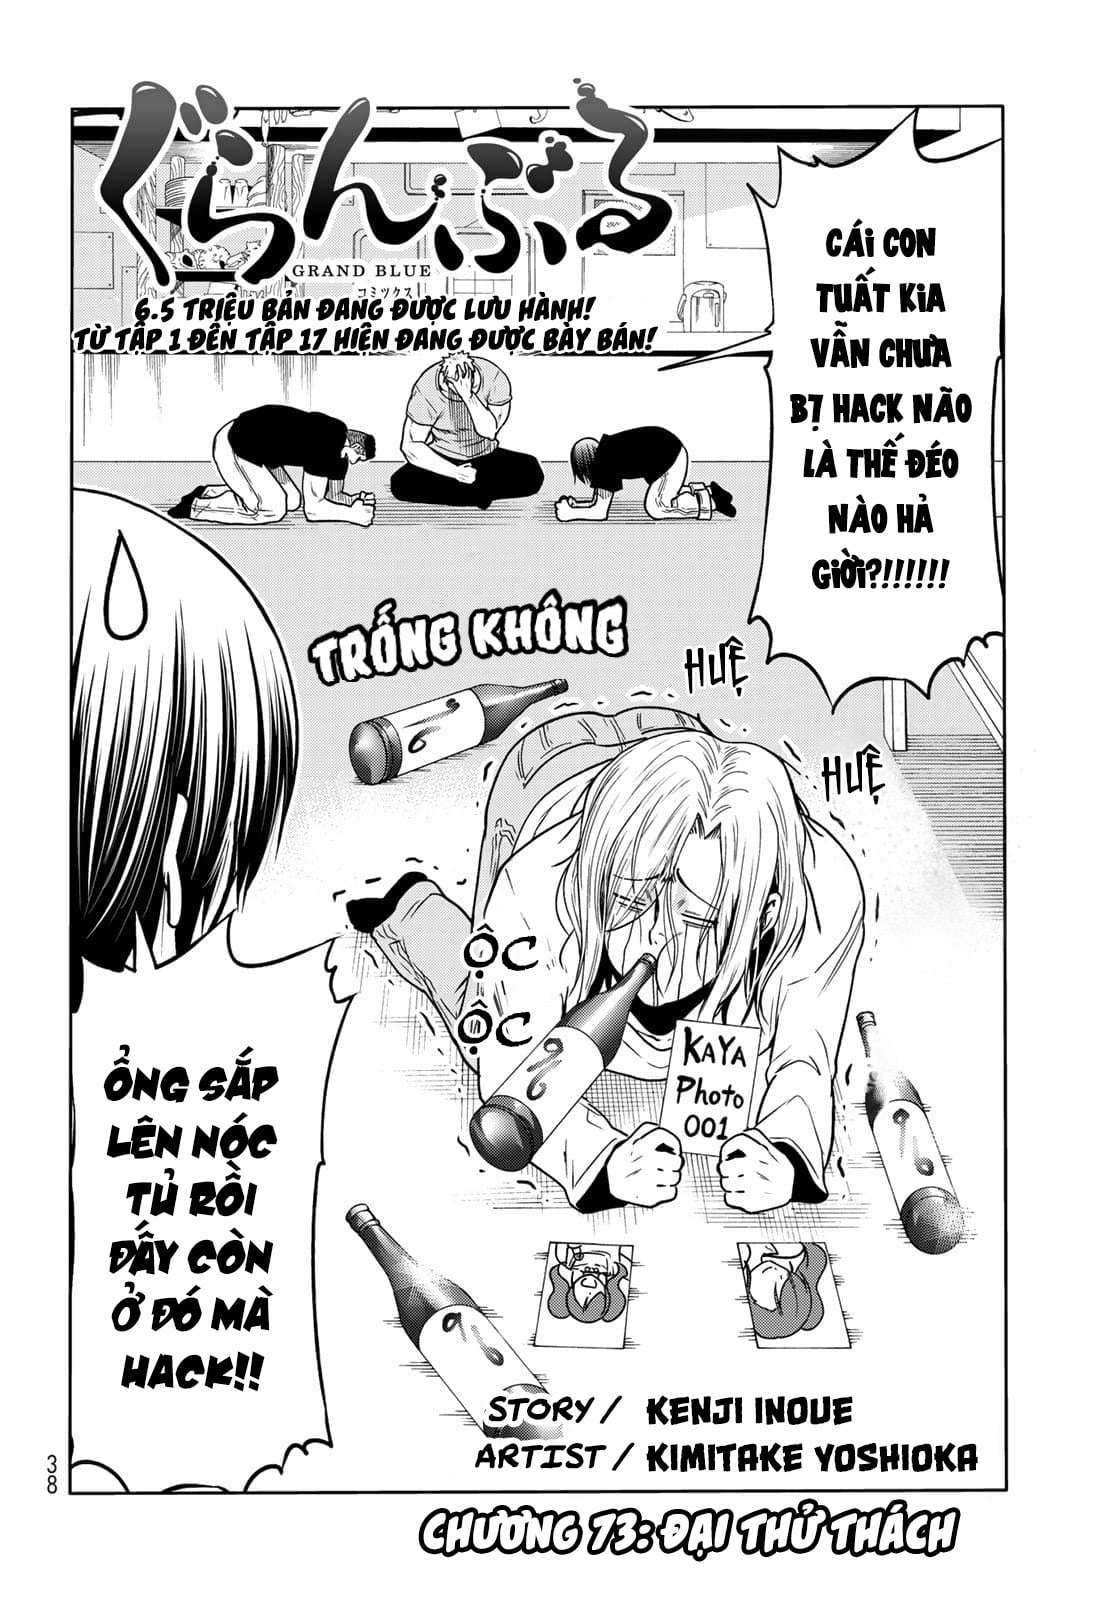 ぐらんぶる
GRAND BLUE
コミックス
6.5 TRIỆU BẢN ĐANG ĐƯỢC LƯU HÀNH!
TỪ TẬP 1 ĐẾN TẬP 17 HIỆN ĐANG ĐƯỢC BÀY BÁN!
CÁI CON
TUẤT KIA
VẪN CHƯA
BỊ HACK NÃO
LÀ THẾ ĐÉO
NÀO HẢ
GIỜI?!!!!!!!
TRỐNG KHÔNG
HUỆ
HUỆ
ỘC
ỘC
KAYA
Photo
001
ỔNG SẮP
LÊN NÓC
TỦ RỒI
ĐẤY CÒN
Ở ĐÓ MÀ
HACK!!
STORY / KENJI INOUE
ARTIST / KIMITAKE YOSHIOKA
38
CHƯƠNG 73: ĐẠI THỬ THÁCH